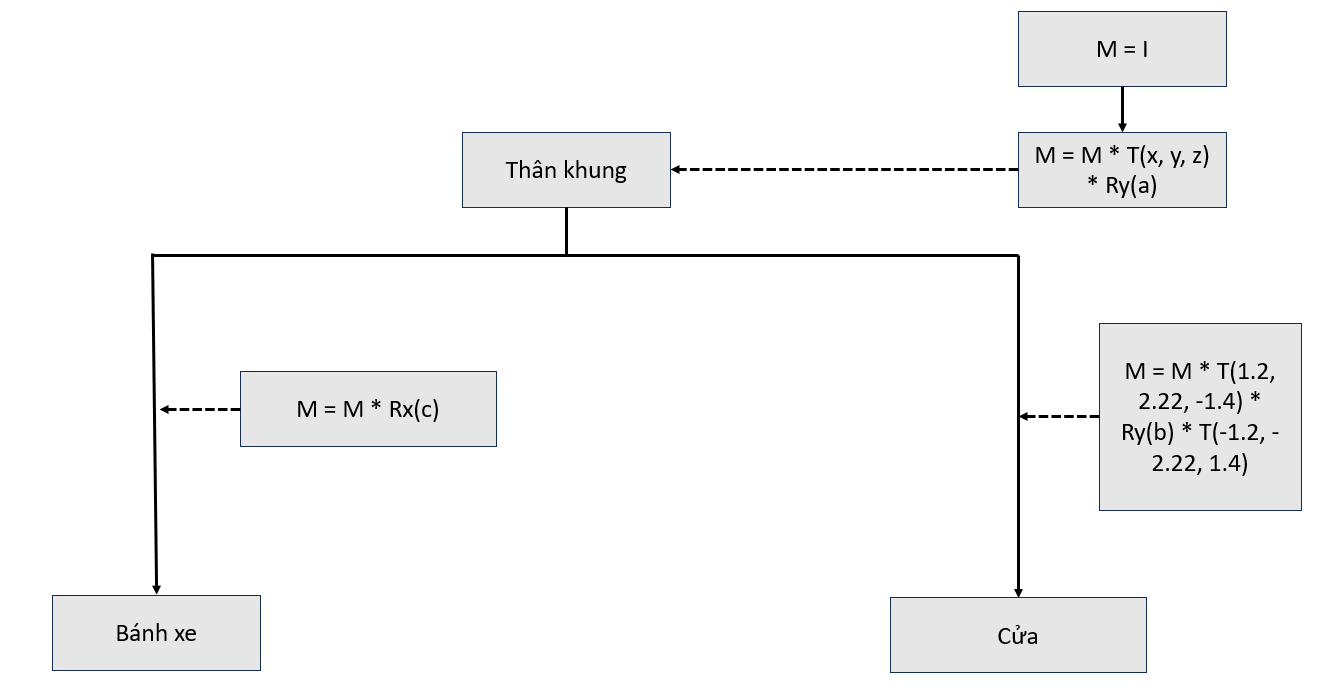 M = I
Thân khung
M = M * T(x, y, z)
* Ry(a)
M = M * Rx(c)
M = M * T(1.2,
2.22, -1.4) *
Ry(b) * T(-1.2, -
2.22, 1.4)
Bánh xe
Cửa